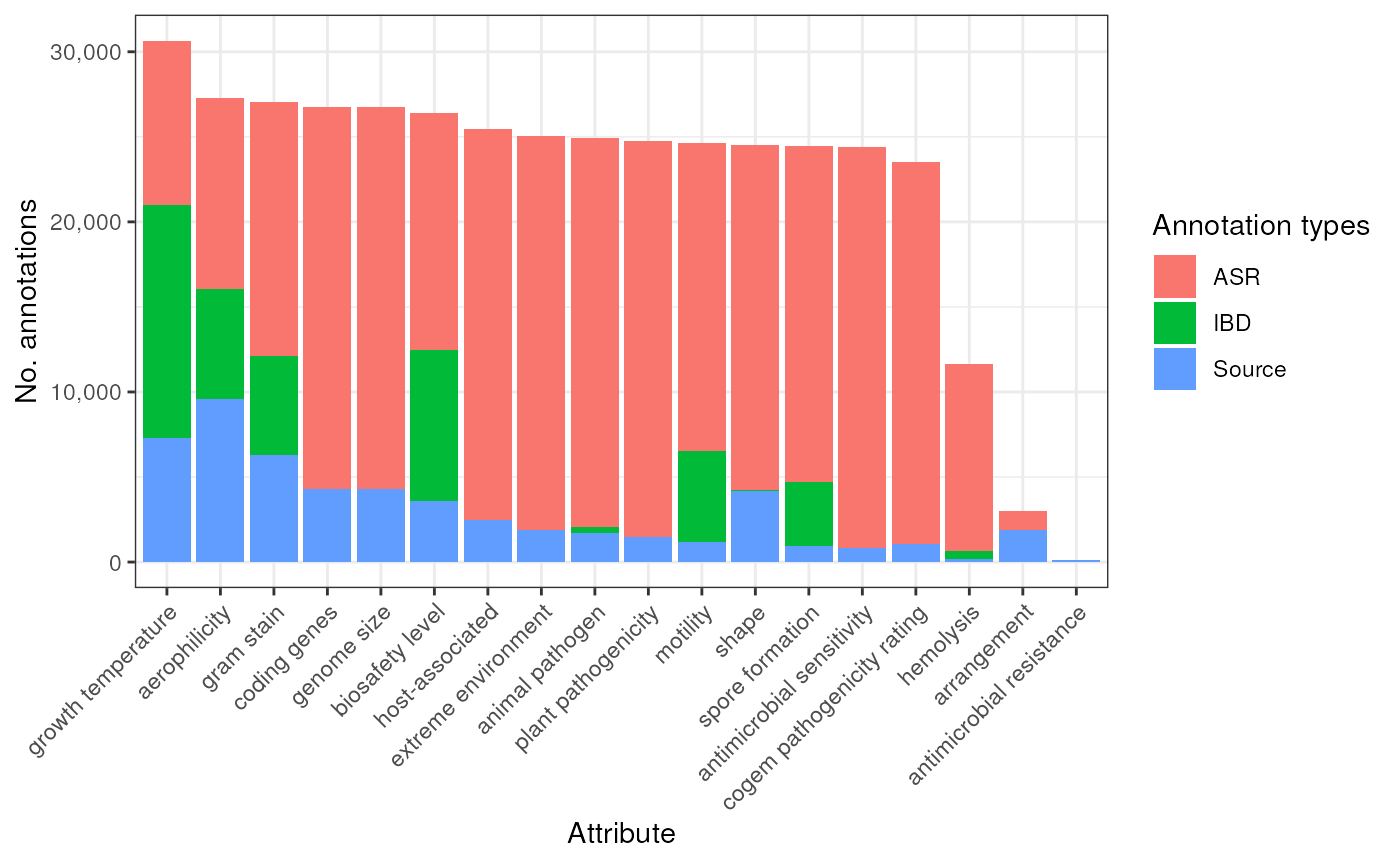 30,000
20,000
10,000
0
No. annotations
growth temperature
aerophillicity
gram stain
coding genes
genome size
biosafety level
host-associated
extreme environment
animal pathogen
plant pathogenicity
motility
shape
spore formation
antimicrobial sensitivity
cogem pathogenicity rating
hemolysis
arrangement
antimicrobial resistance
Attribute
Annotation types
ASR
IBD
Source